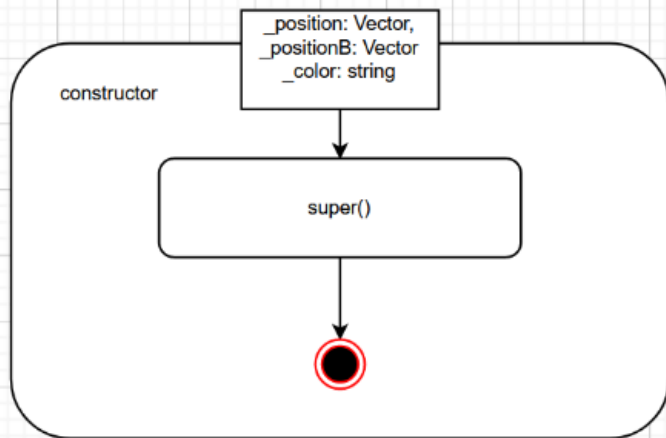 _position: Vector,
_positionB: Vector
_color: string
constructor
super()